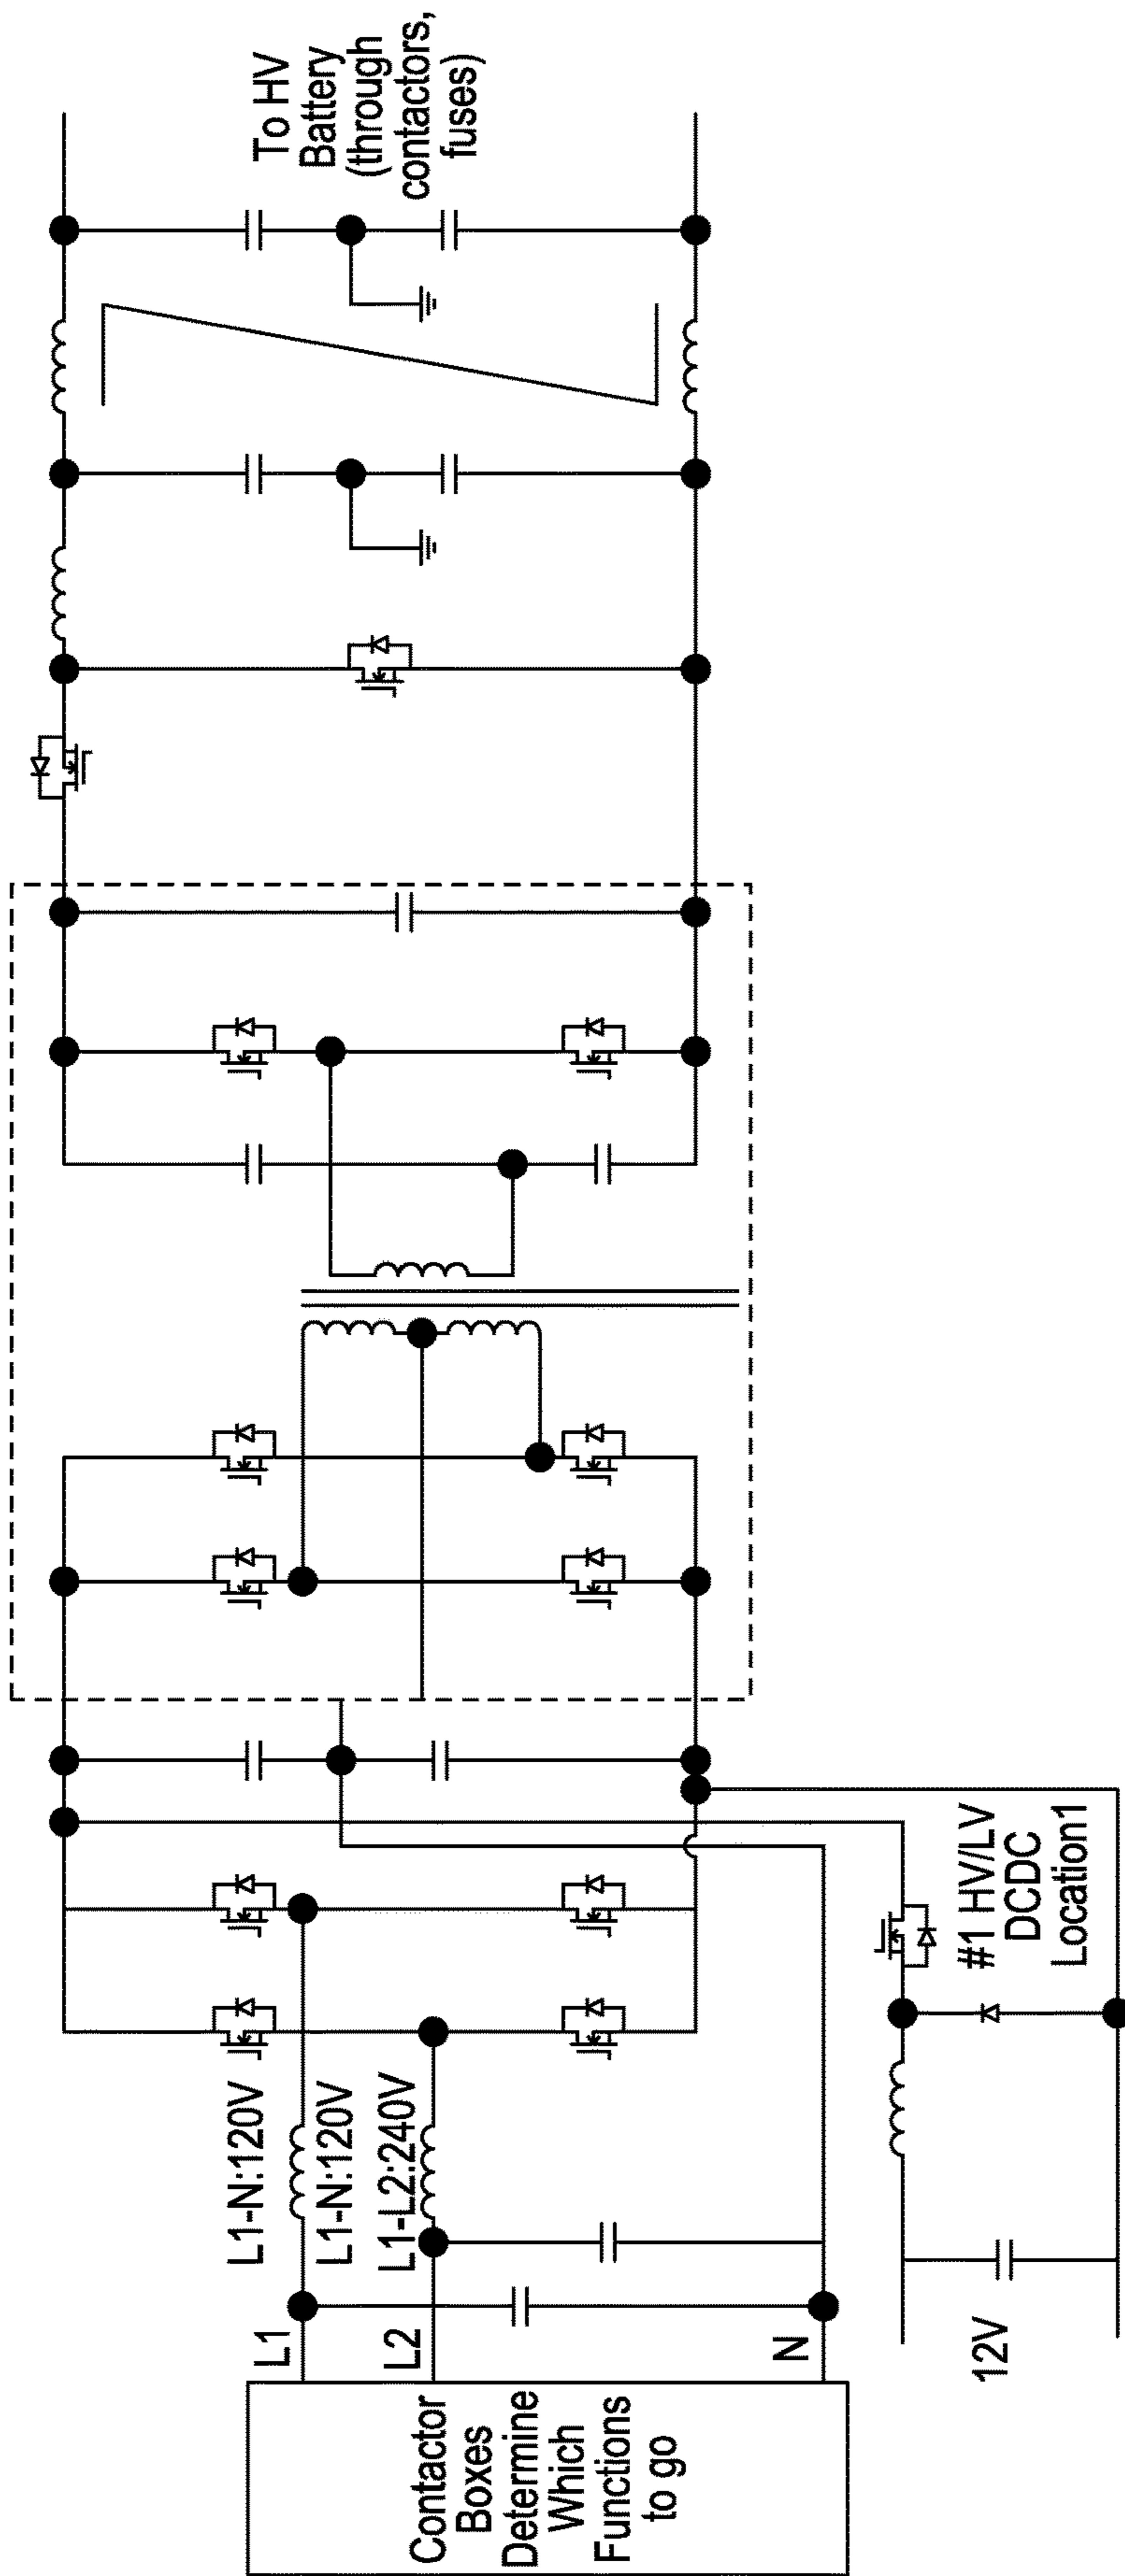 To HV
Battery
(through
contactors,
fuses)
L1-N:120V
L1-N:120V
L1-L2:240V
L1
L2
N
Contactor
Boxes
Determine
Which
Functions
to go
#1 HV/LV
DCDC
Location1
12V